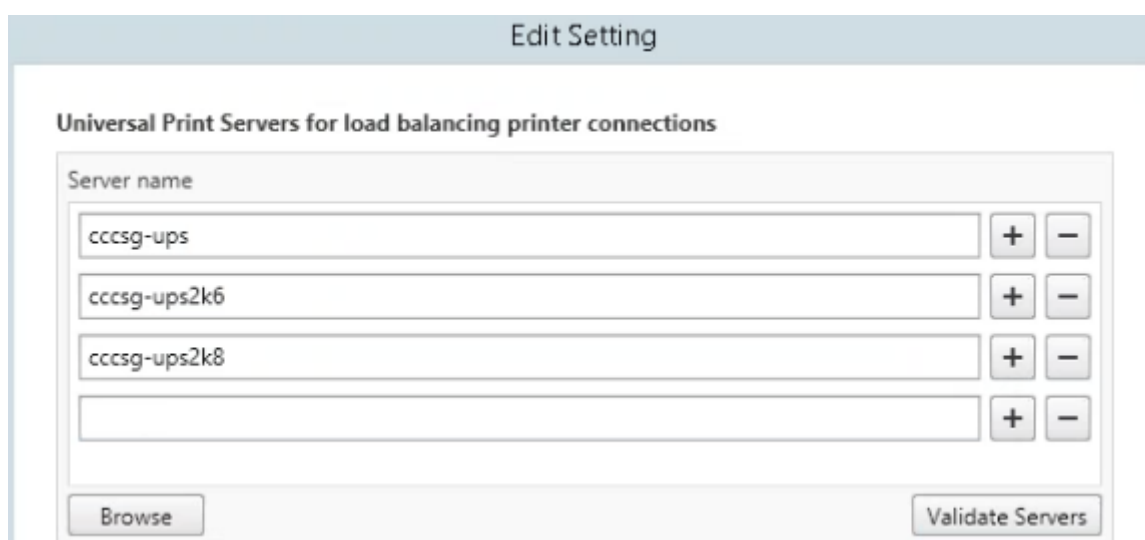 Edit Setting
Universal Print Servers for load balancing printer connections
Server name
cccsg-ups
+ −
cccsg-ups2k6
+ −
cccsg-ups2k8
+ −
+ −
Browse
Validate Servers